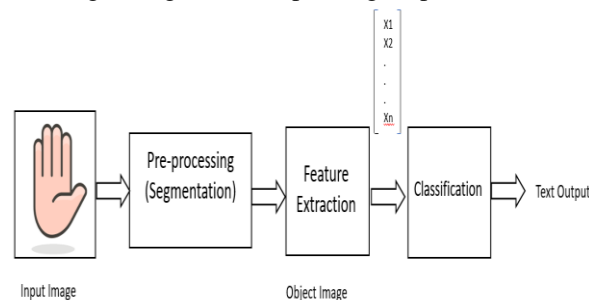 X1
X2
.
.
.
Xn
Pre-processing
(Segmentation)
Feature
Extraction
Classification
Text Output
Input Image
Object Image